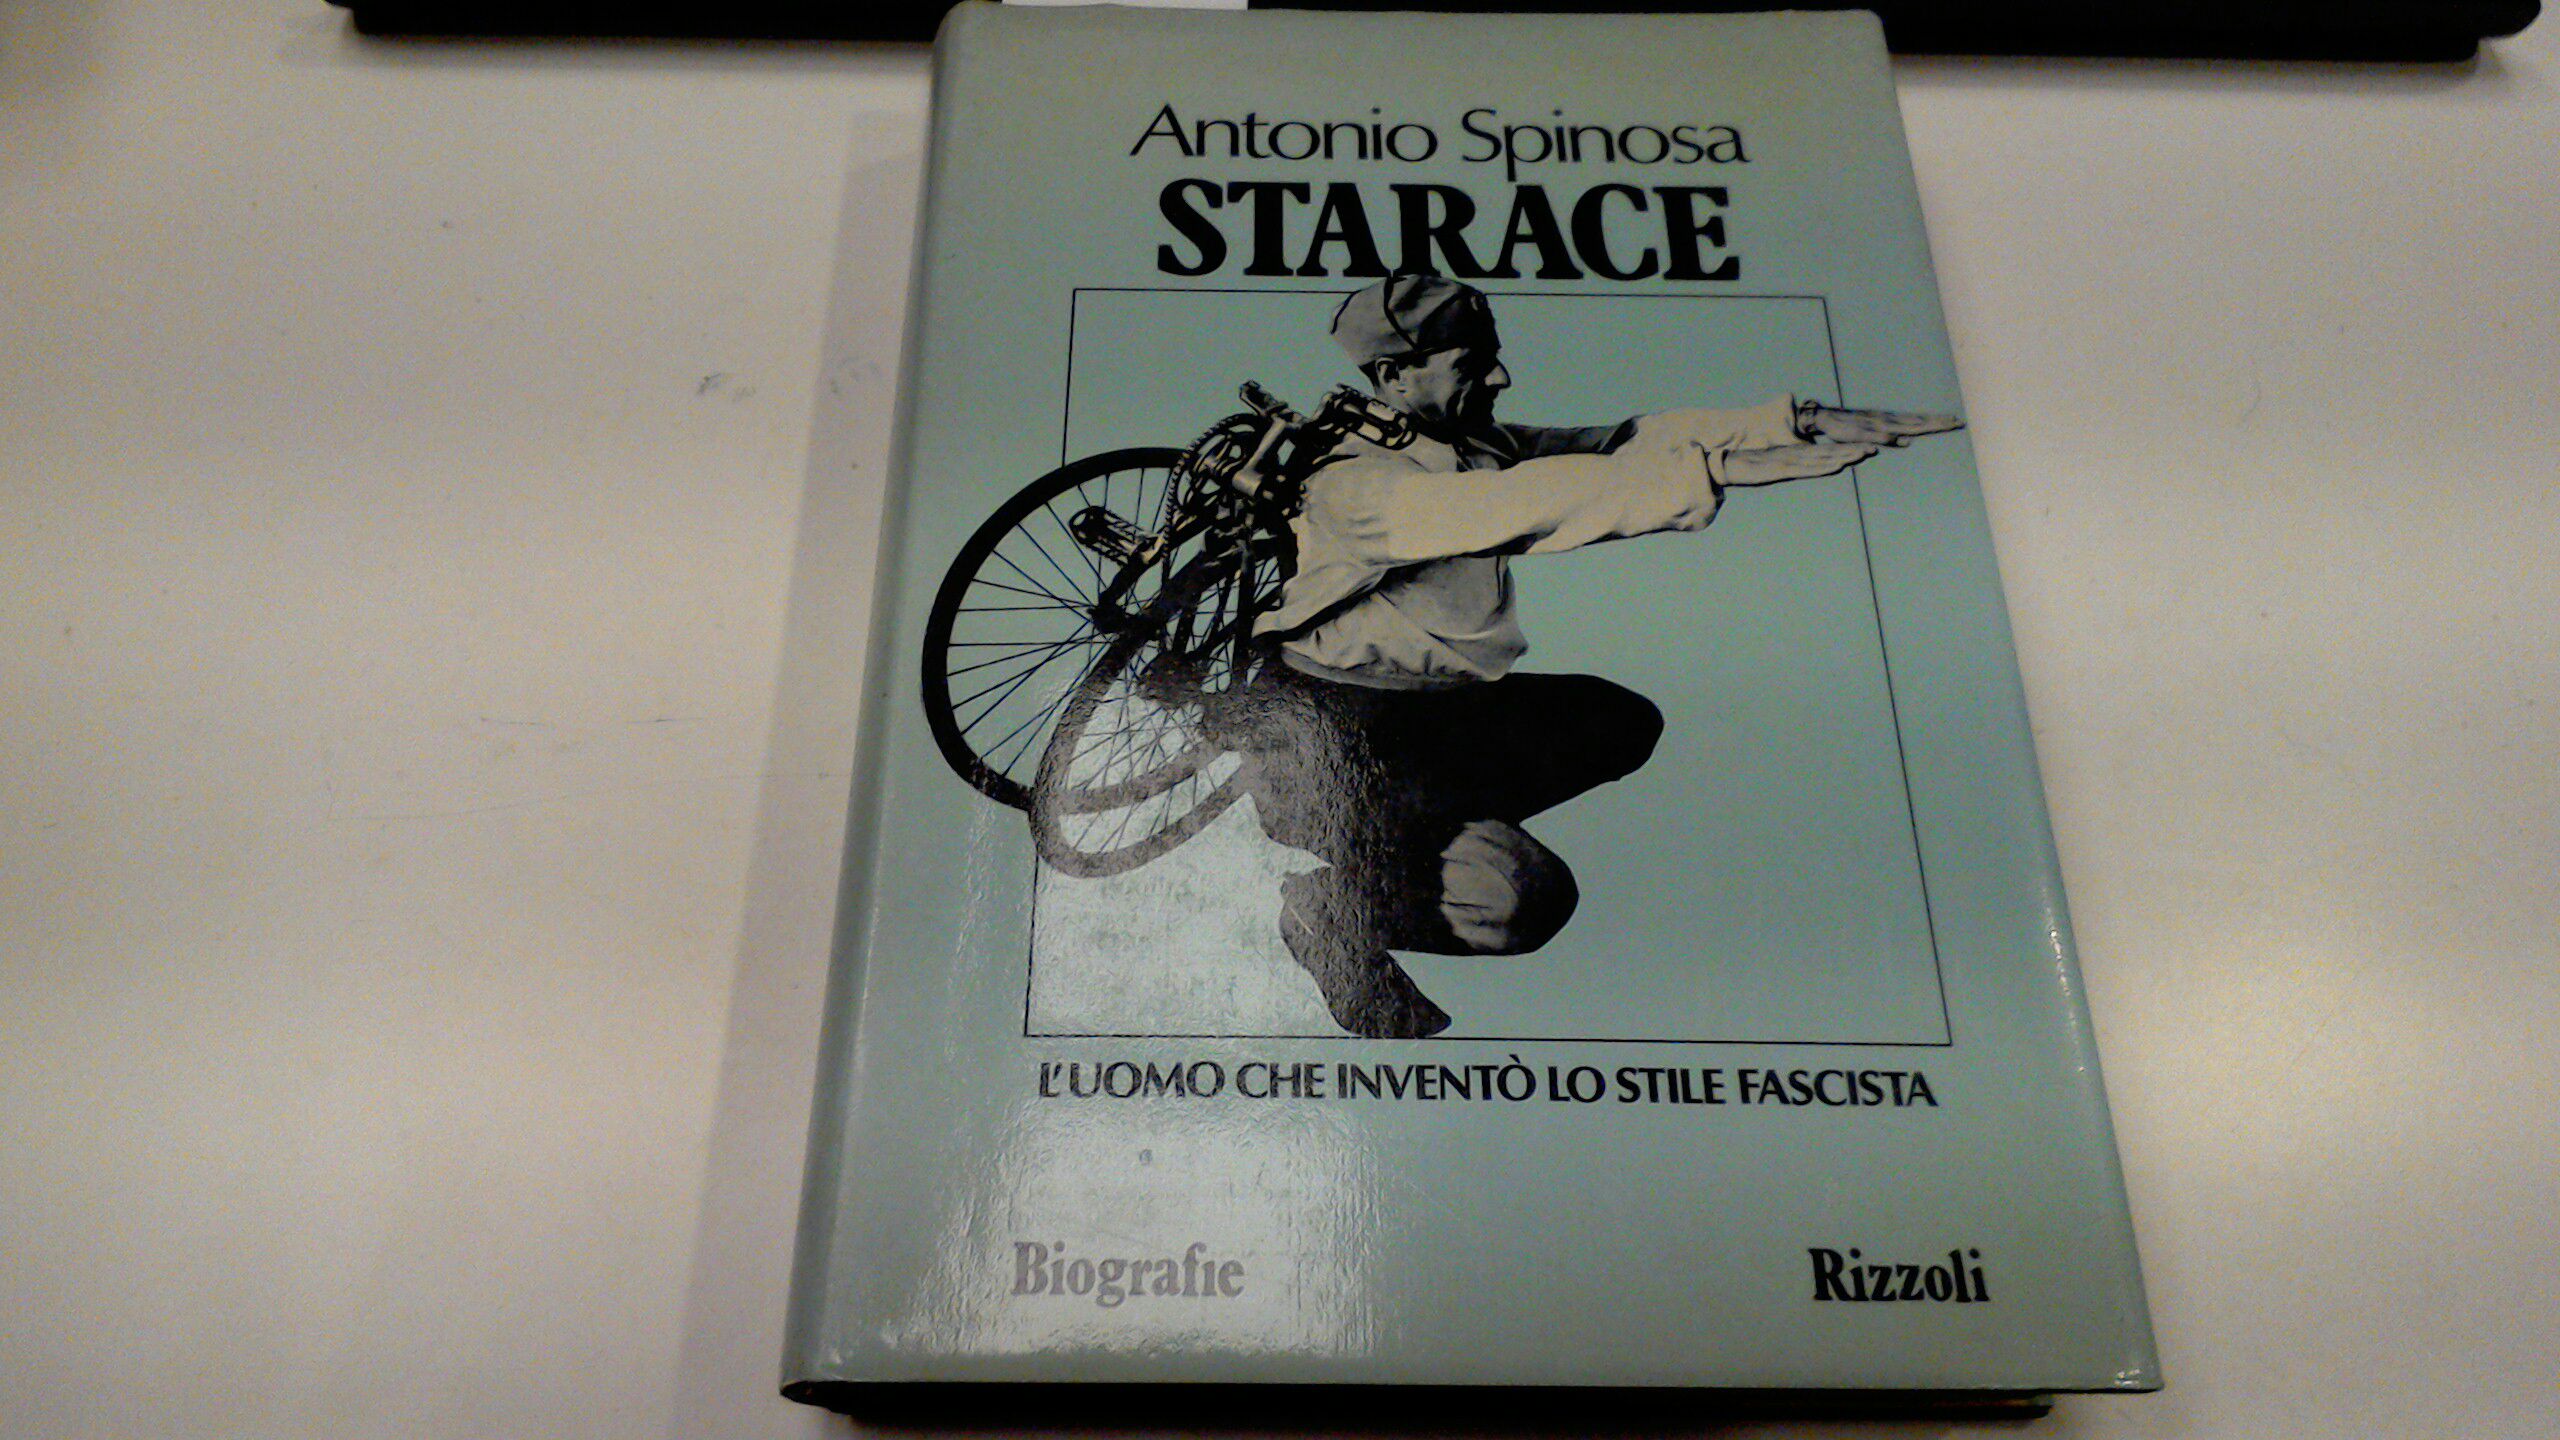 Antonio Spinosa
STARACE
L'UOMO CHE INVENTÒ LO STILE FASCISTA
Biografie
Rizzoli